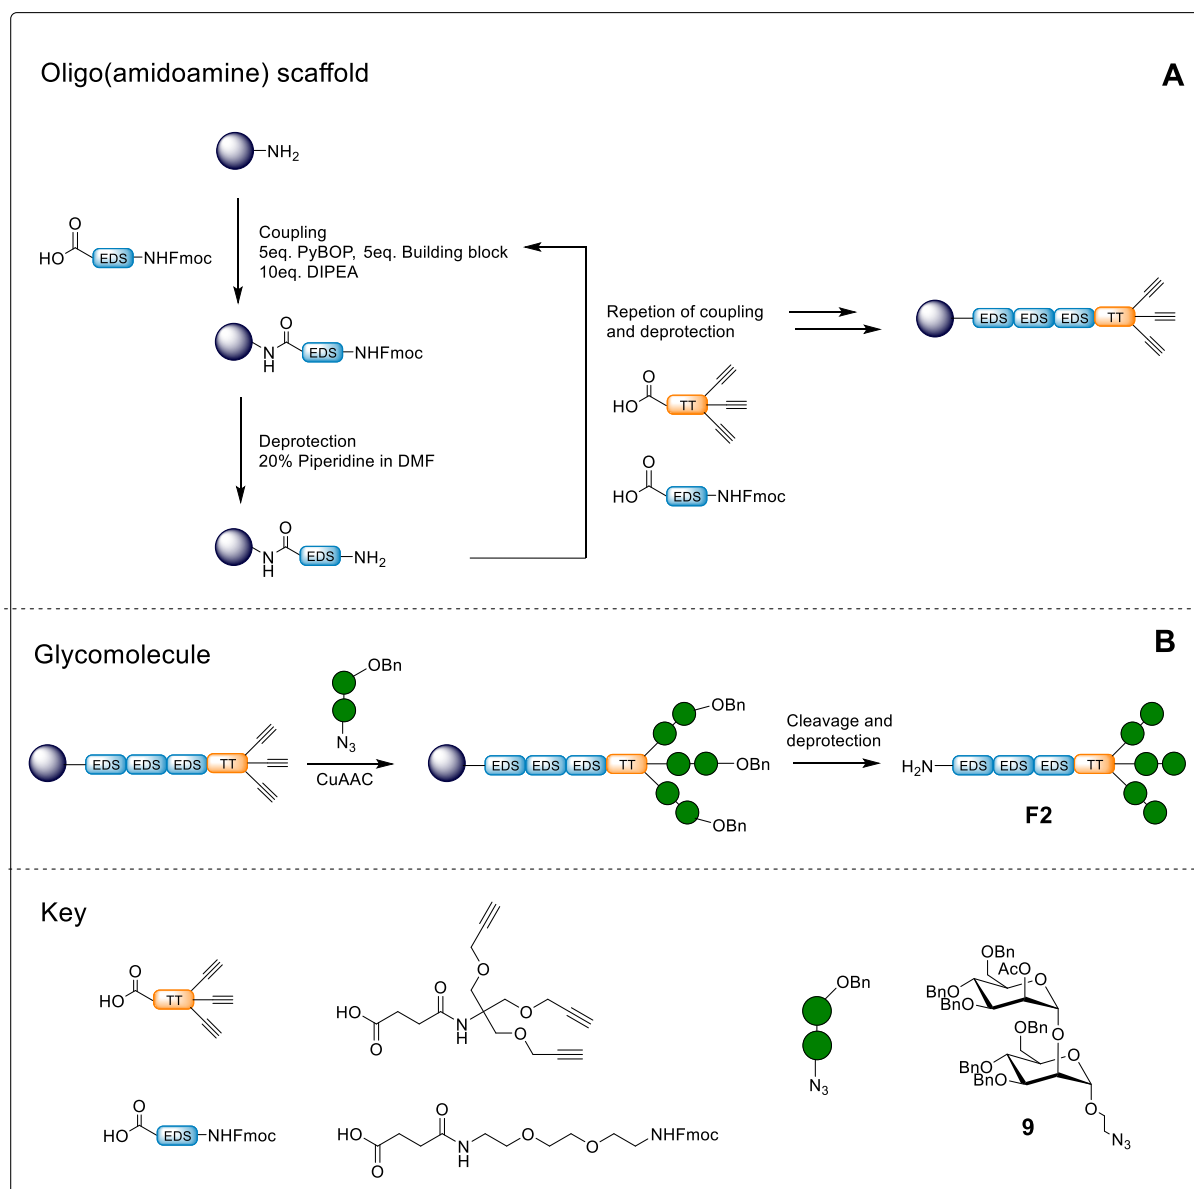 Oligo(amidoamine) scaffold
A
NH2
O
HO EDS NHFmoc
Coupling
5eq. PyBOP, 5eq. Building block
10eq. DIPEA
O
N
H
EDS NHFmoc
Deprotection
20% Piperidine in DMF
O
N
H
EDS NH2
Repetion of coupling
and deprotection
O
HO TT
O
HO EDS NHFmoc
EDS EDS EDS TT
B
Glycomolecule
OBn
N3
CuAAC
EDS EDS EDS TT
EDS EDS EDS TT
OBn
OBn
OBn
Cleavage and
deprotection
H2N EDS EDS EDS TT
F2
Key
O
HO TT
O
HO
O
N
H
O
O
O
O
HO EDS NHFmoc
HO
O
O
N
H
O
O
NHFmoc
OBn
N3
OBn
AcO
O
BnO
BnO
OBn
O
O
BnO
BnO
O
N3
9